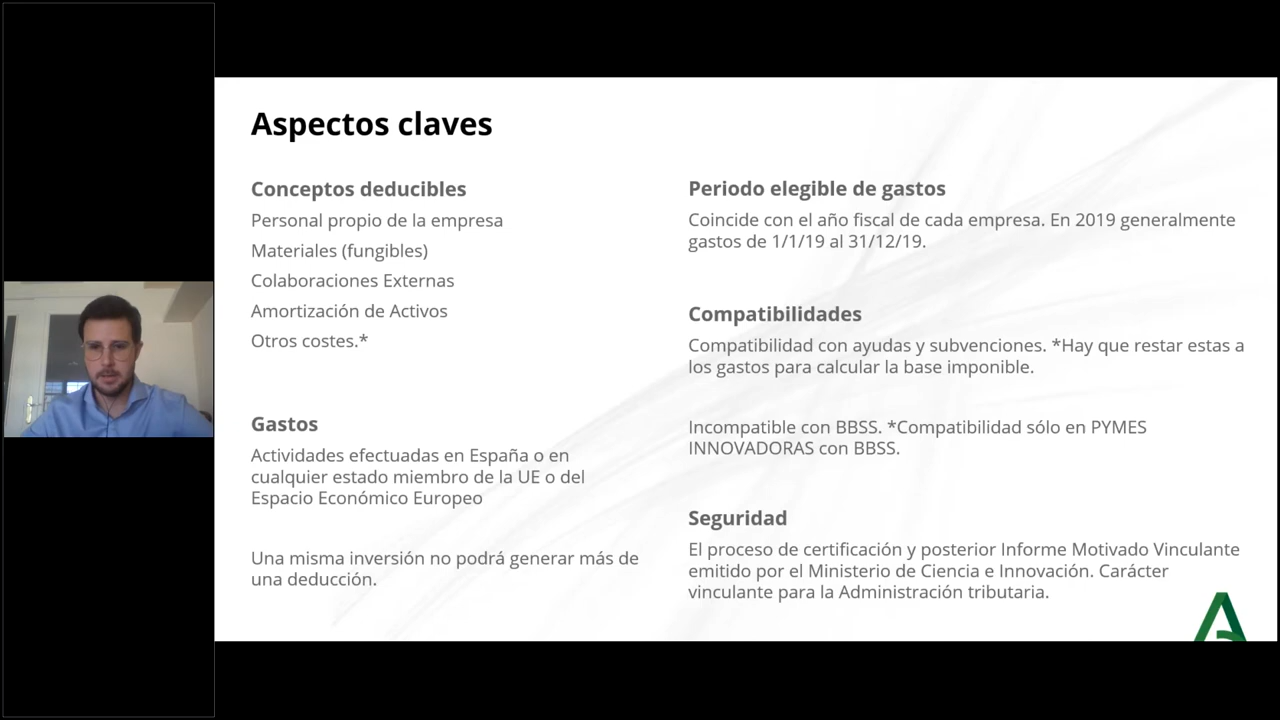 Aspectos claves
Conceptos deducibles
Personal propio de la empresa
Materiales (fungibles)
Colaboraciones Externas
Amortización de Activos
Otros costes.*
Gastos
Actividades efectuadas en España o en
cualquier estado miembro de la UE o del
Espacio Económico Europeo
Una misma inversión no podrá generar más de
una deducción.
Periodo elegible de gastos
Coincide con el año fiscal de cada empresa. En 2019 generalmente
gastos de 1/1/19 al 31/12/19.
Compatibilidades
Compatibilidad con ayudas y subvenciones. *Hay que restar estas a
los gastos para calcular la base imponible.
Incompatible con BBSS. *Compatibilidad sólo en PYMES
INNOVADORAS con BBSS.
Seguridad
El proceso de certificación y posterior Informe Motivado Vinculante
emitido por el Ministerio de Ciencia e Innovación. Carácter
vinculante para la Administración tributaria.